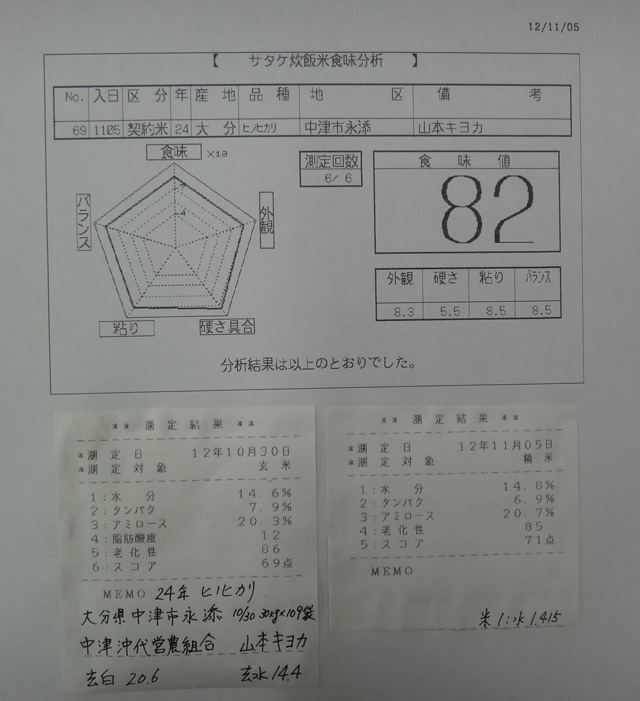 12/11/05
【 サタケ炊飯米食味分析 】
No. 入日 区分 年 産地 品種 地区 備考
69 1105 契約米 24 大分 ヒノヒカリ 中津市永添 山本キヨカ
食味 ×10
測定回数
6/ 6
食味値
82
バランス
外観
粘り
硬さ具合
外観 硬さ 粘り バランス
8.3 5.5 8.5 8.5
分析結果は以上のとおりでした。
** 測定結果 **
*測定日 12年10月30日
*測定対象 玄米
1:水分 14.6%
2:タンパク 7.9%
3:アミロース 20.3%
4:脂肪酸度 12
5:老化性 86
6:スコア 69点
MEMO 24年 ヒノヒカリ
大分県中津市永添 10/30 30kg×109袋
中津沖代営農組合 山本キヨカ
玄白 20.6 玄水 14.4
** 測定結果 **
*測定日 12年11月05日
*測定対象 精米
1:水分 14.8%
2:タンパク 6.9%
3:アミロース 20.7%
4:老化性 85
5:スコア 71点
MEMO
米1:水1.415